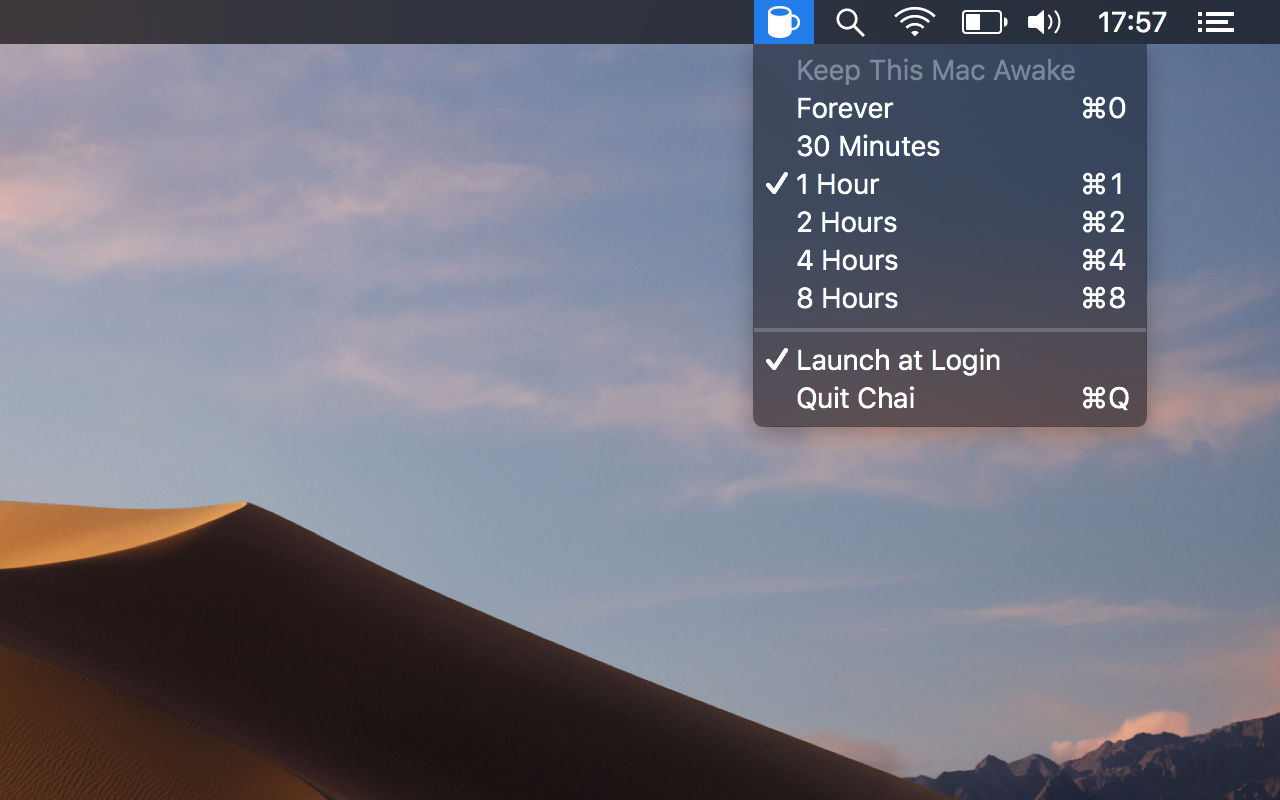 17:57
Keep This Mac Awake
Forever ⌘0
30 Minutes
✓ 1 Hour ⌘1
2 Hours ⌘2
4 Hours ⌘4
8 Hours ⌘8
✓ Launch at Login
Quit Chai ⌘Q